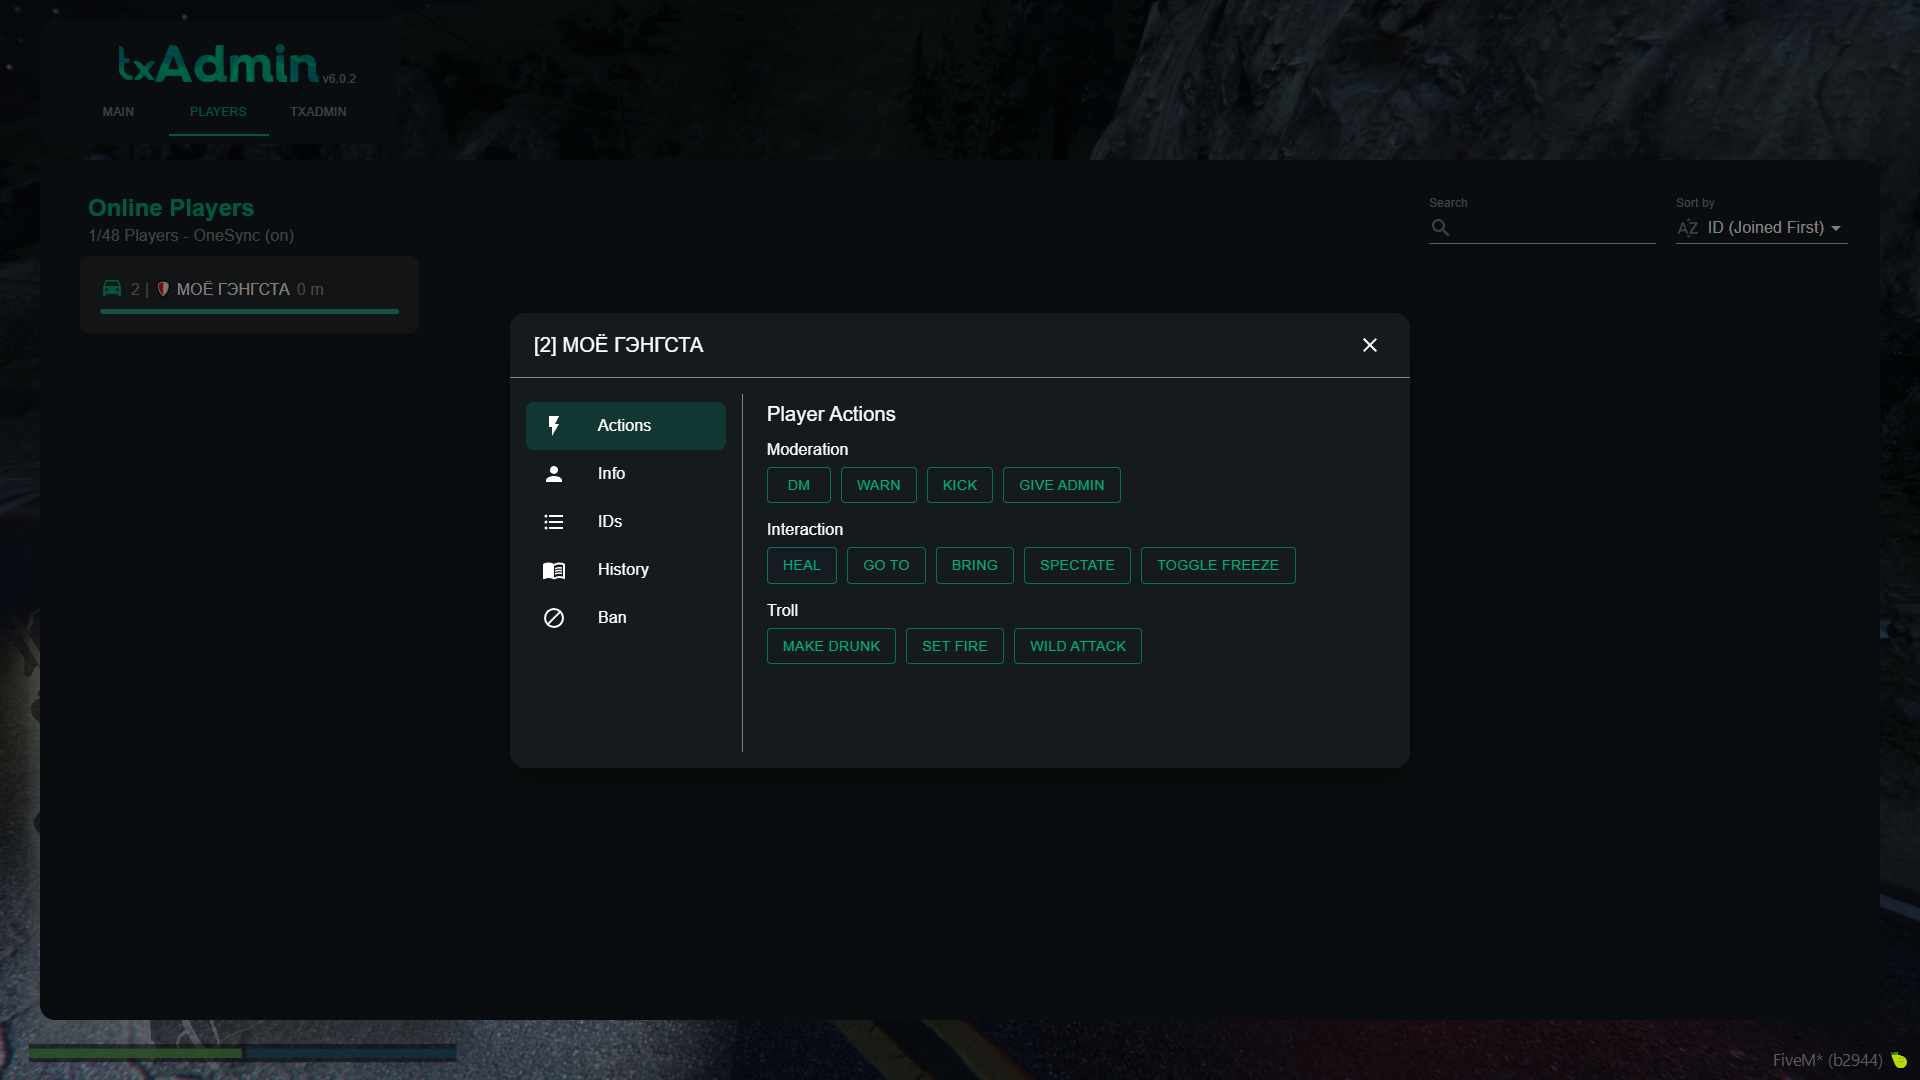 txAdmin v6.0.2
MAIN PLAYERS TXADMIN
Online Players
1/48 Players - OneSync (on)
Search
Sort by
ID (Joined First)
2 | МОЁ ГЭНГСТА 0 m
[2] МОЁ ГЭНГСТА
Actions
Info
IDs
History
Ban
Player Actions
Moderation
DM WARN KICK GIVE ADMIN
Interaction
HEAL GO TO BRING SPECTATE TOGGLE FREEZE
Troll
MAKE DRUNK SET FIRE WILD ATTACK
FiveM* (b2944)